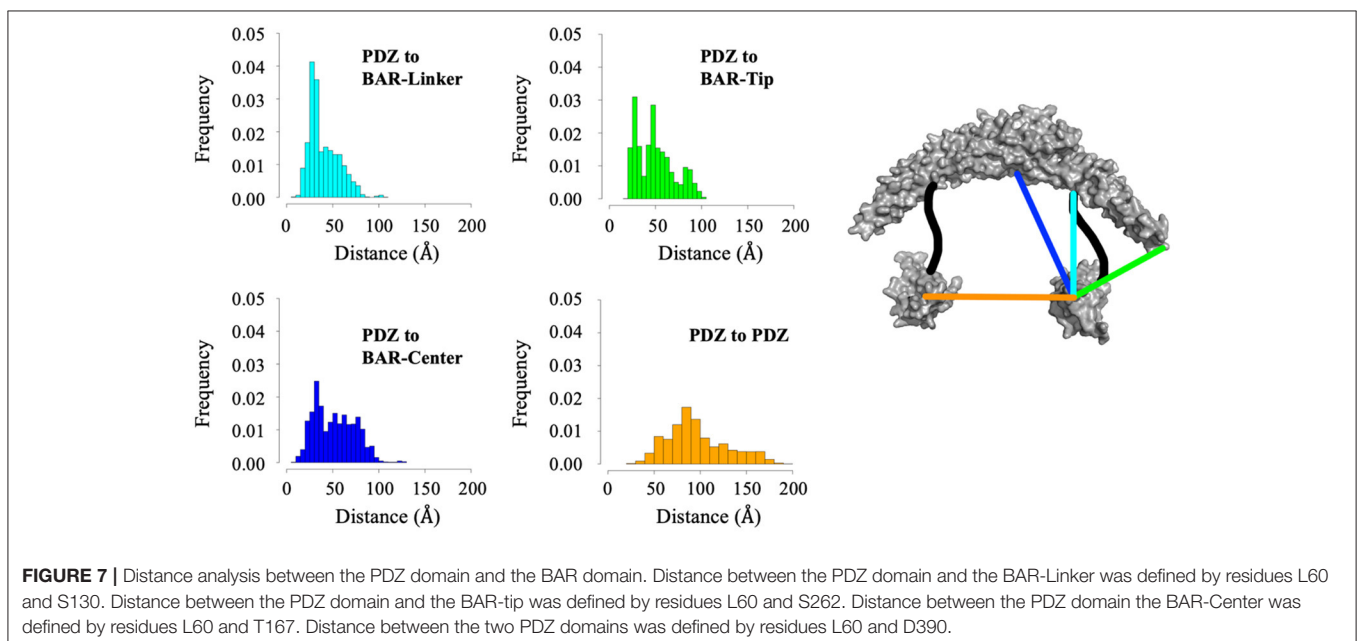 0.05
0.04
0.03
0.02
0.01
0.00
Frequency
PDZ to
BAR-Linker
0 50 100 150 200
Distance (Å)
0.05
0.04
0.03
0.02
0.01
0.00
Frequency
PDZ to
BAR-Tip
0 50 100 150 200
Distance (Å)
0.05
0.04
0.03
0.02
0.01
0.00
Frequency
PDZ to
BAR-Center
0 50 100 150 200
Distance (Å)
0.05
0.04
0.03
0.02
0.01
0.00
Frequency
PDZ to PDZ
0 50 100 150 200
Distance (Å)
FIGURE 7 | Distance analysis between the PDZ domain and the BAR domain. Distance between the PDZ domain and the BAR-Linker was defined by residues L60
and S130. Distance between the PDZ domain and the BAR-tip was defined by residues L60 and S262. Distance between the PDZ domain the BAR-Center was
defined by residues L60 and T167. Distance between the two PDZ domains was defined by residues L60 and D390.